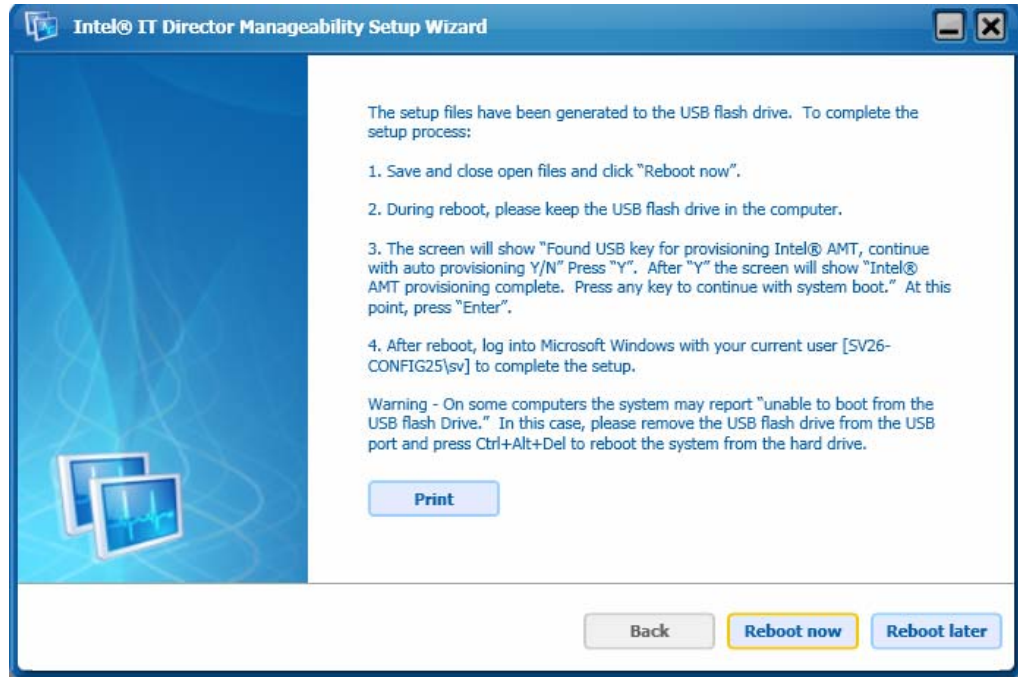 Intel® IT Director Manageability Setup Wizard
The setup files have been generated to the USB flash drive. To complete the
setup process:
1. Save and close open files and click “Reboot now”.
2. During reboot, please keep the USB flash drive in the computer.
3. The screen will show “Found USB key for provisioning Intel® AMT, continue
with auto provisioning Y/N” Press “Y”. After “Y” the screen will show “Intel®
AMT provisioning complete. Press any key to continue with system boot.” At this
point, press “Enter”.
4. After reboot, log into Microsoft Windows with your current user [SV26-
CONFIG25\sv] to complete the setup.
Warning - On some computers the system may report “unable to boot from the
USB flash Drive.” In this case, please remove the USB flash drive from the USB
port and press Ctrl+Alt+Del to reboot the system from the hard drive.
Print
Back
Reboot now
Reboot later